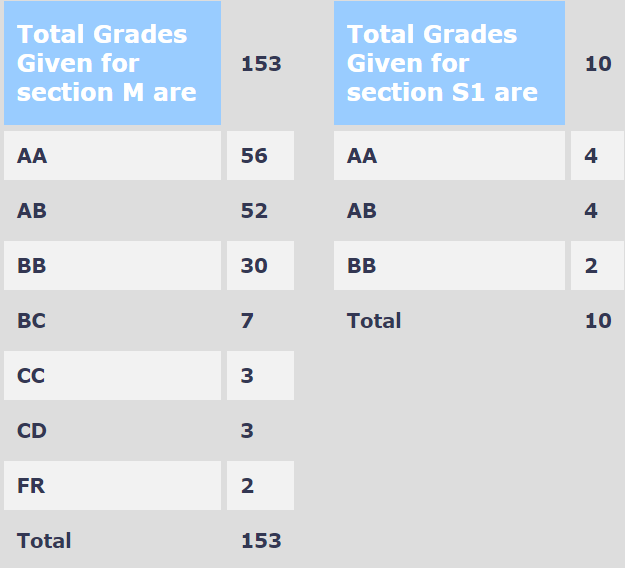 Total Grades
Given for
section M are
153
AA 56
AB 52
BB 30
BC 7
CC 3
CD 3
FR 2
Total 153
Total Grades
Given for
section S1 are
10
AA 4
AB 4
BB 2
Total 10